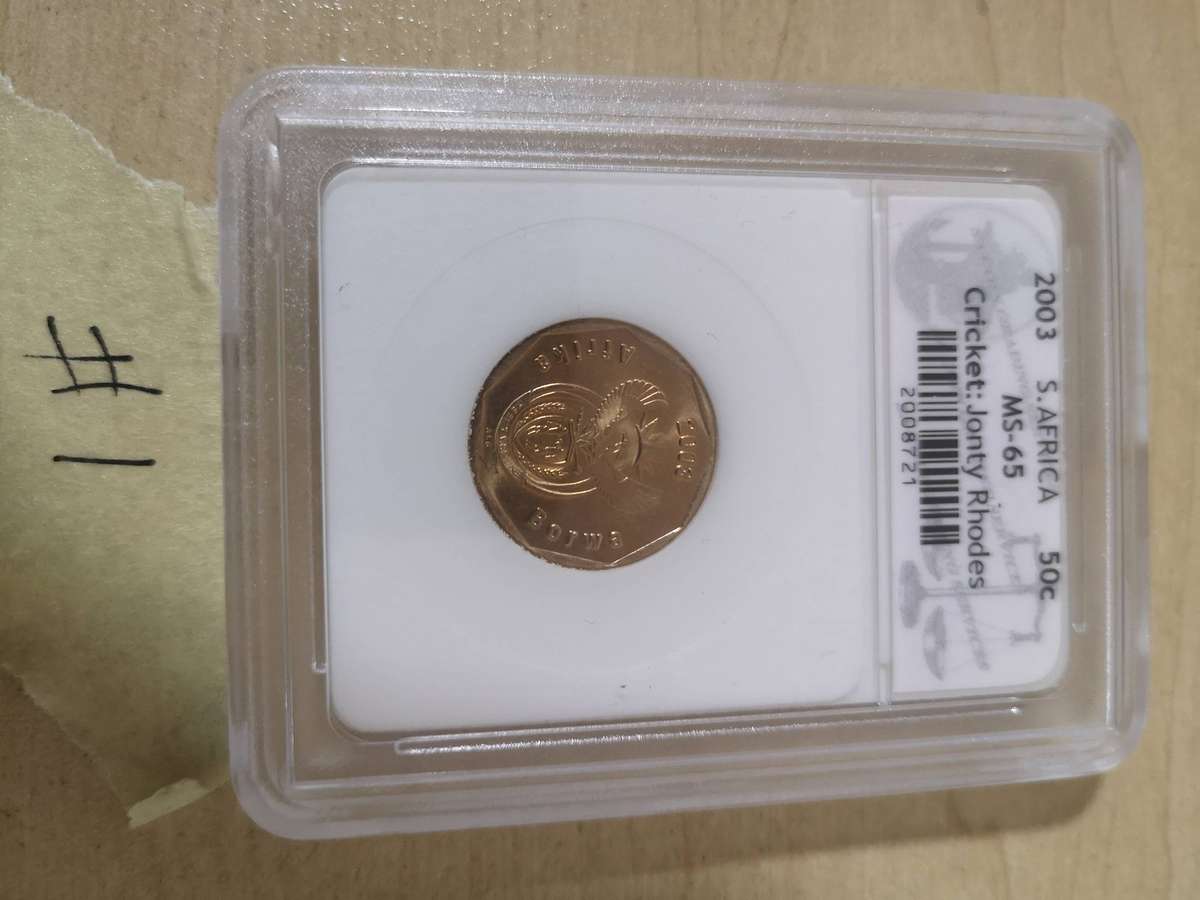 2003 S. AFRICA 50c
MS-65
Cricket: Jonty Rhodes
2008721
2003
Afrika
Borwa
# 1